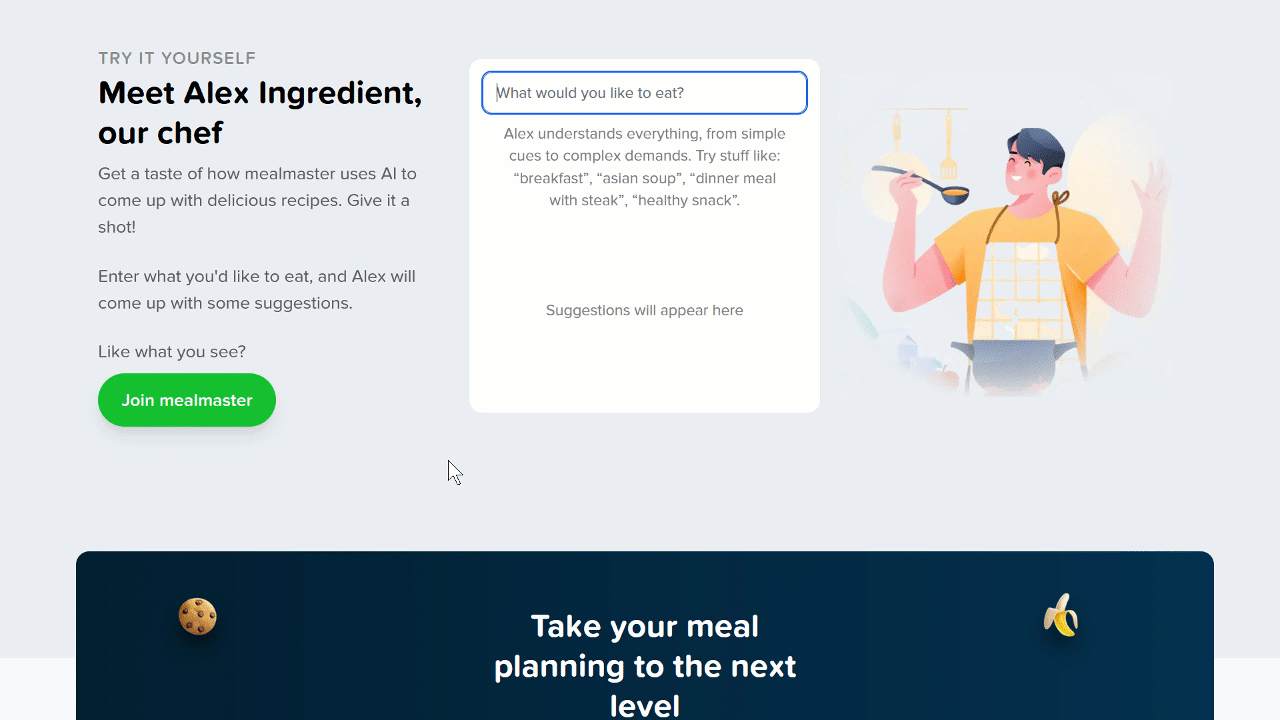 TRY IT YOURSELF
Meet Alex Ingredient,
our chef
Get a taste of how mealmaster uses AI to
come up with delicious recipes. Give it a
shot!
Enter what you'd like to eat, and Alex will
come up with some suggestions.
Like what you see?
Join mealmaster
What would you like to eat?
Alex understands everything, from simple
cues to complex demands. Try stuff like:
“breakfast”, “asian soup”, “dinner meal
with steak”, “healthy snack”.
Suggestions will appear here
Take your meal
planning to the next
level